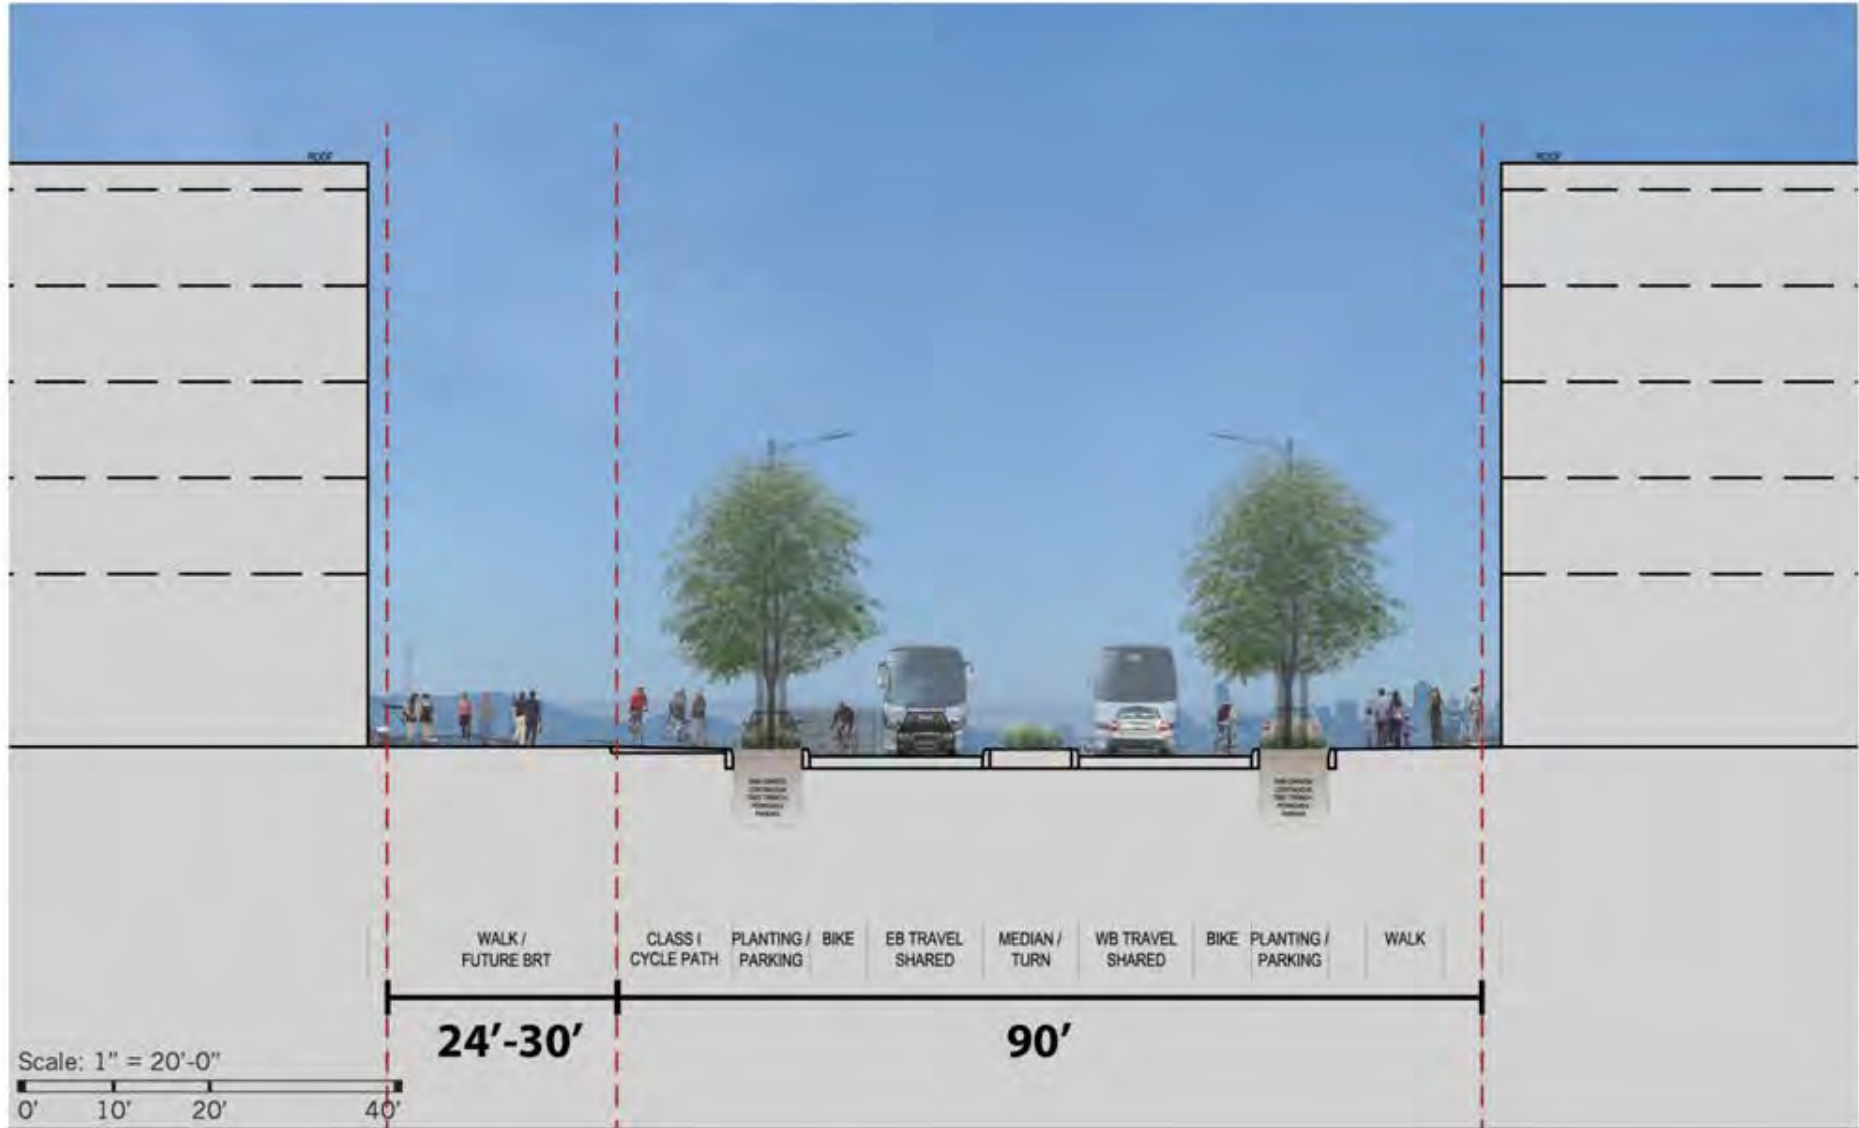 ROOF
ROOF
WALK /
FUTURE BRT
CLASS I
CYCLE PATH
PLANTING /
PARKING
BIKE
EB TRAVEL
SHARED
MEDIAN /
TURN
WB TRAVEL
SHARED
BIKE
PLANTING /
PARKING
WALK
24'-30'
90'
Scale: 1" = 20'-0"
0' 10' 20' 40'